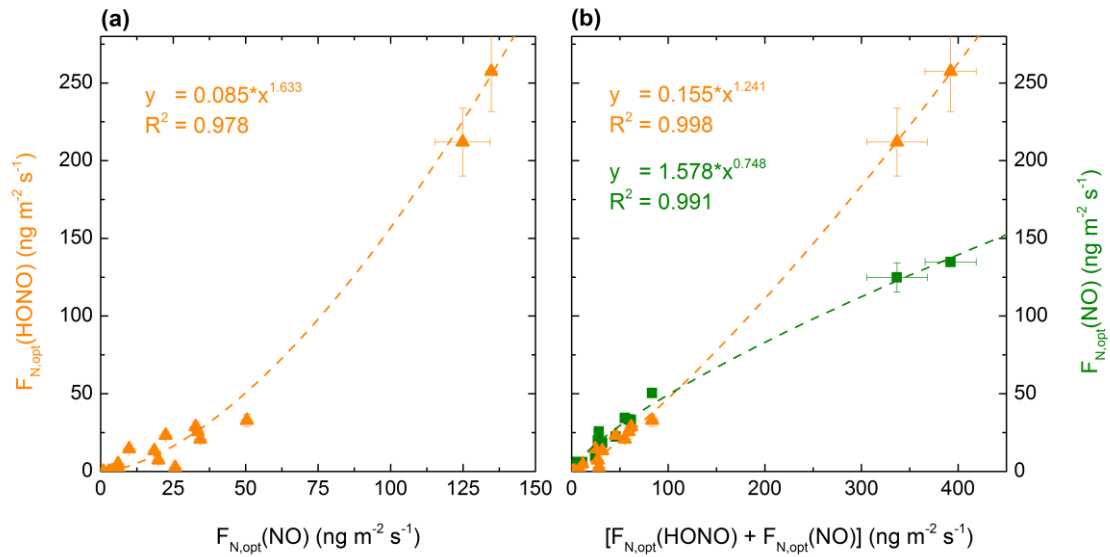 (a)
(b)
y = 0.085*x^1.633
R² = 0.978
y = 0.155*x^1.241
R² = 0.998
y = 1.578*x^0.748
R² = 0.991
F_N,opt(HONO) (ng m⁻² s⁻¹)
250
200
150
100
50
0
0 25 50 75 100 125 150
F_N,opt(NO) (ng m⁻² s⁻¹)
250
200
150
100
50
0
F_N,opt(NO) (ng m⁻² s⁻¹)
0 100 200 300 400
[F_N,opt(HONO) + F_N,opt(NO)] (ng m⁻² s⁻¹)